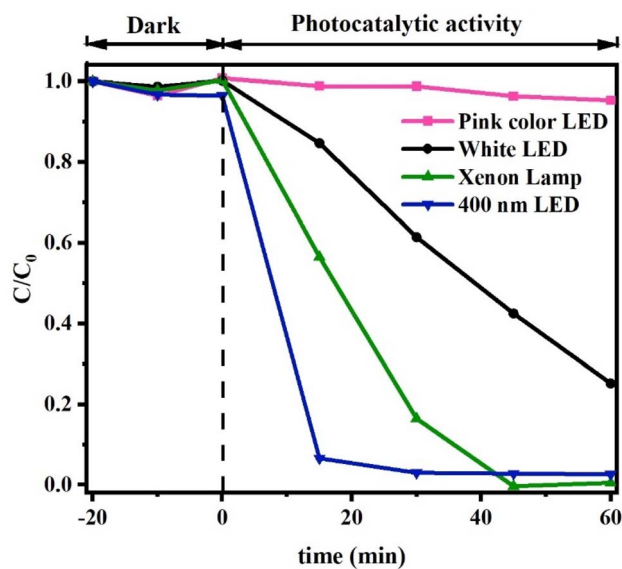 Dark
Photocatalytic activity
1.0
0.8
0.6
0.4
0.2
0.0
C/C0
Pink color LED
White LED
Xenon Lamp
400 nm LED
-20
0
20
40
60
time (min)